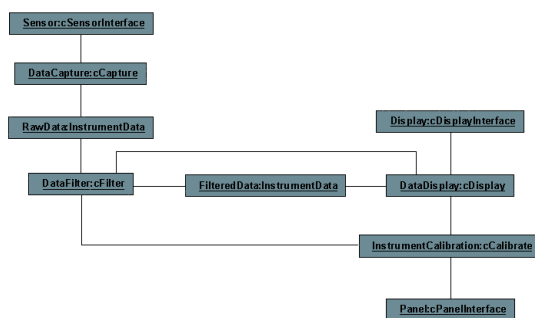 Sensor:cSensorInterface
DataCapture:cCapture
RawData:InstrumentData
Display:cDisplayInterface
DataFilter:cFilter
FilteredData:InstrumentData
DataDisplay:cDisplay
InstrumentCalibration:cCalibrate
Panel:cPanelInterface